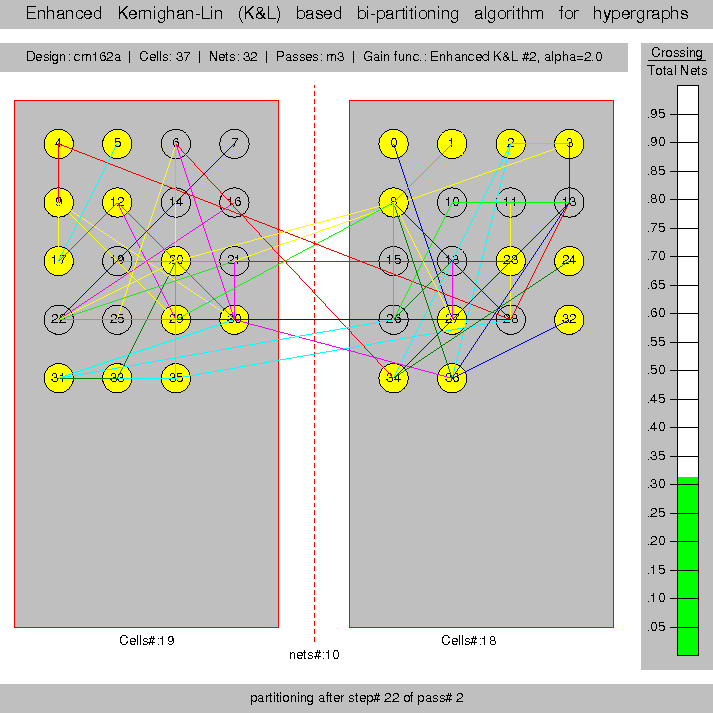 Enhanced Kernighan-Lin (K&L) based bi-partitioning algorithm for hypergraphs
Design: cm162a | Cells: 37 | Nets: 32 | Passes: m3 | Gain func.: Enhanced K&L #2, alpha=2.0
Crossing
Total Nets
.95
.90
.85
.80
.75
.70
.65
.60
.55
.50
.45
.40
.35
.30
.25
.20
.15
.10
.05
4 5 6 7 0 1 2 3
9 12 14 16 8 10 11 13
17 19 20 21 15 24
22 25 29 30 26 27 28 32
31 33 35 34 36
Cells#:19 Cells#:18
nets#:10
partitioning after step# 22 of pass# 2